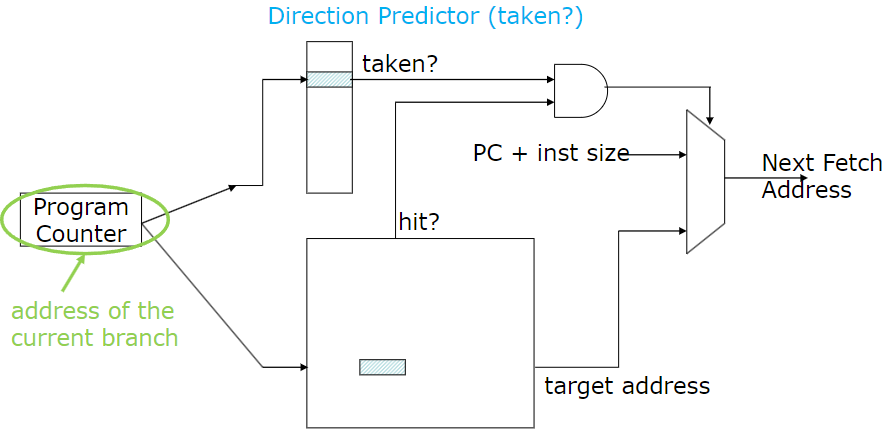 Direction Predictor (taken?)
taken?
PC + inst size
Next Fetch
Address
Program
Counter
hit?
address of the
current branch
target address